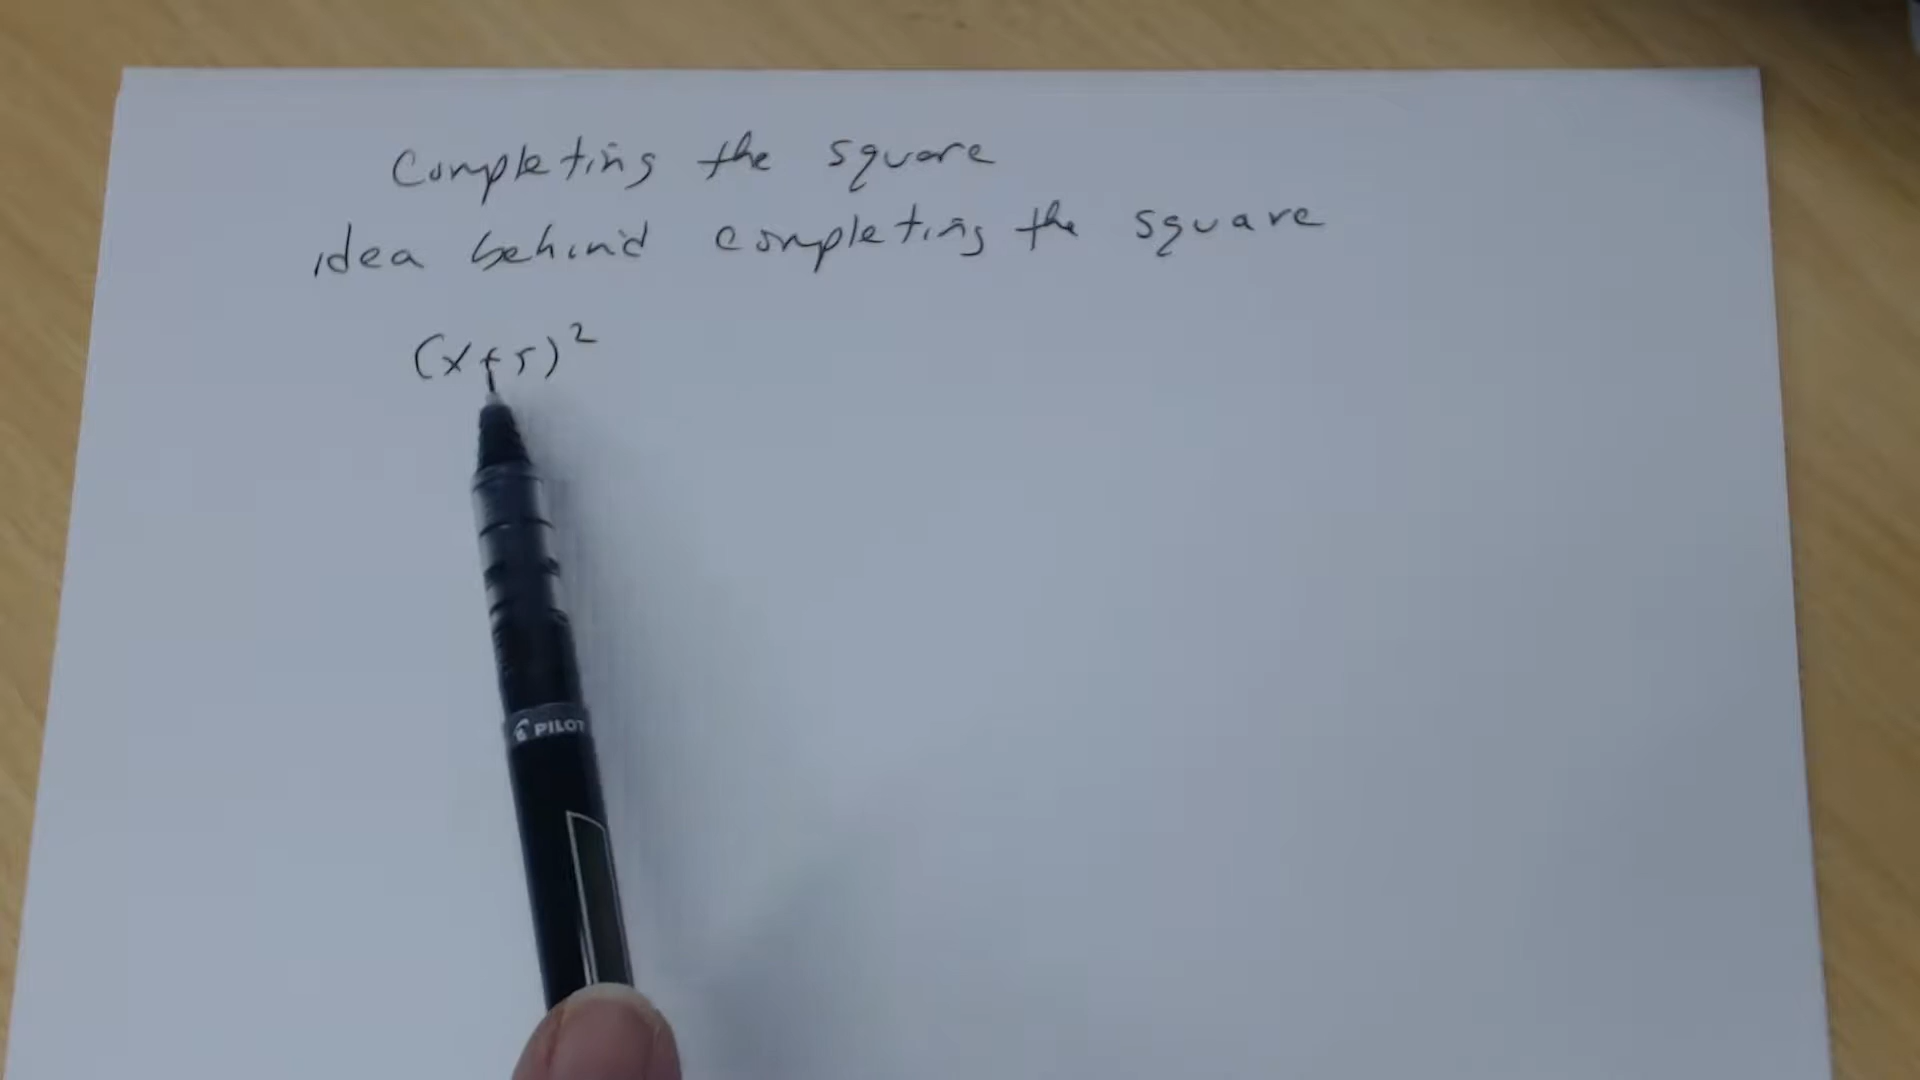 Completing the square
idea behind completing the square
(x+5)²
PILOT